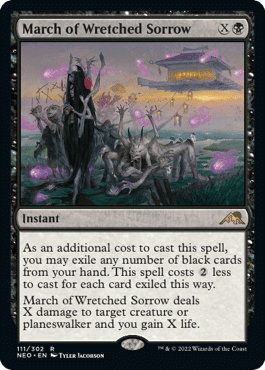 March of Wretched Sorrow X
Instant
As an additional cost to cast this spell,
you may exile any number of black cards
from your hand. This spell costs 2 less
to cast for each card exiled this way.
March of Wretched Sorrow deals
X damage to target creature or
planeswalker and you gain X life.
111/302 R
NEO • EN Tyler Jacobson
™ & © 2022 Wizards of the Coast